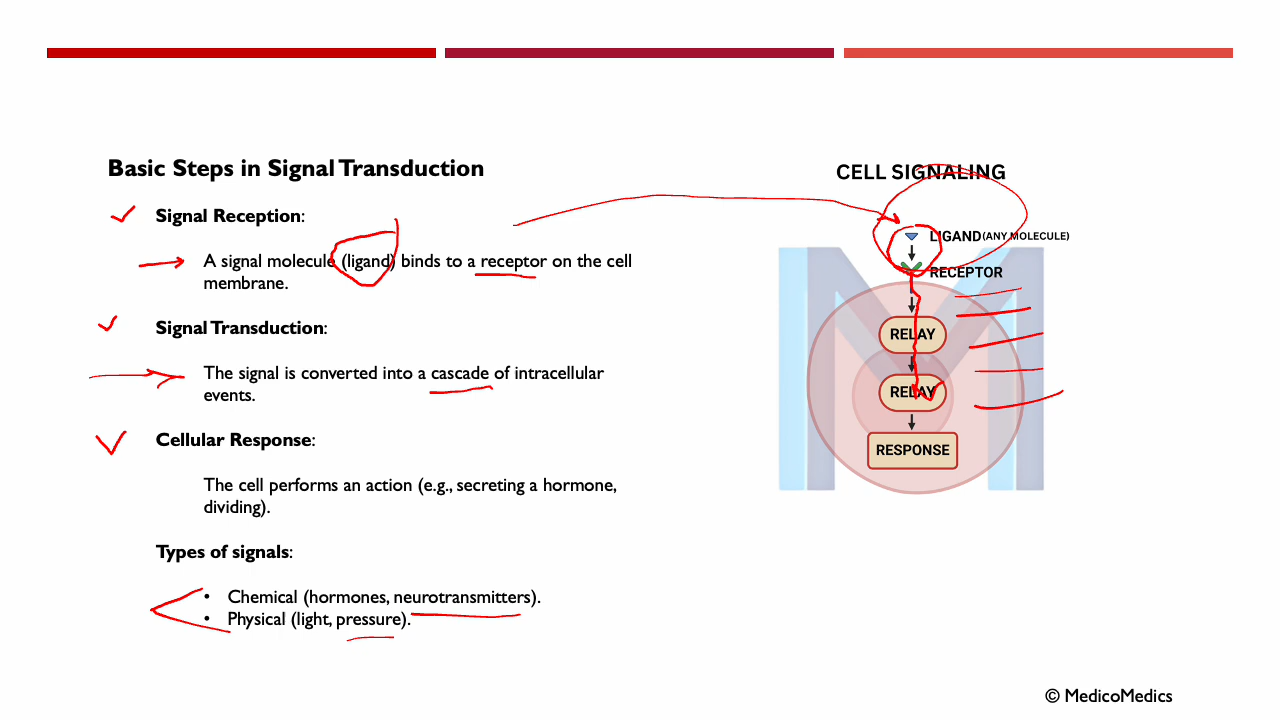 Basic Steps in Signal Transduction
Signal Reception:
A signal molecule (ligand) binds to a receptor on the cell
membrane.
Signal Transduction:
The signal is converted into a cascade of intracellular
events.
Cellular Response:
The cell performs an action (e.g., secreting a hormone,
dividing).
Types of signals:
• Chemical (hormones, neurotransmitters).
• Physical (light, pressure).
CELL SIGNALING
LIGAND(ANY MOLECULE)
RECEPTOR
RELAY
RELAY
RESPONSE
© MedicoMedics